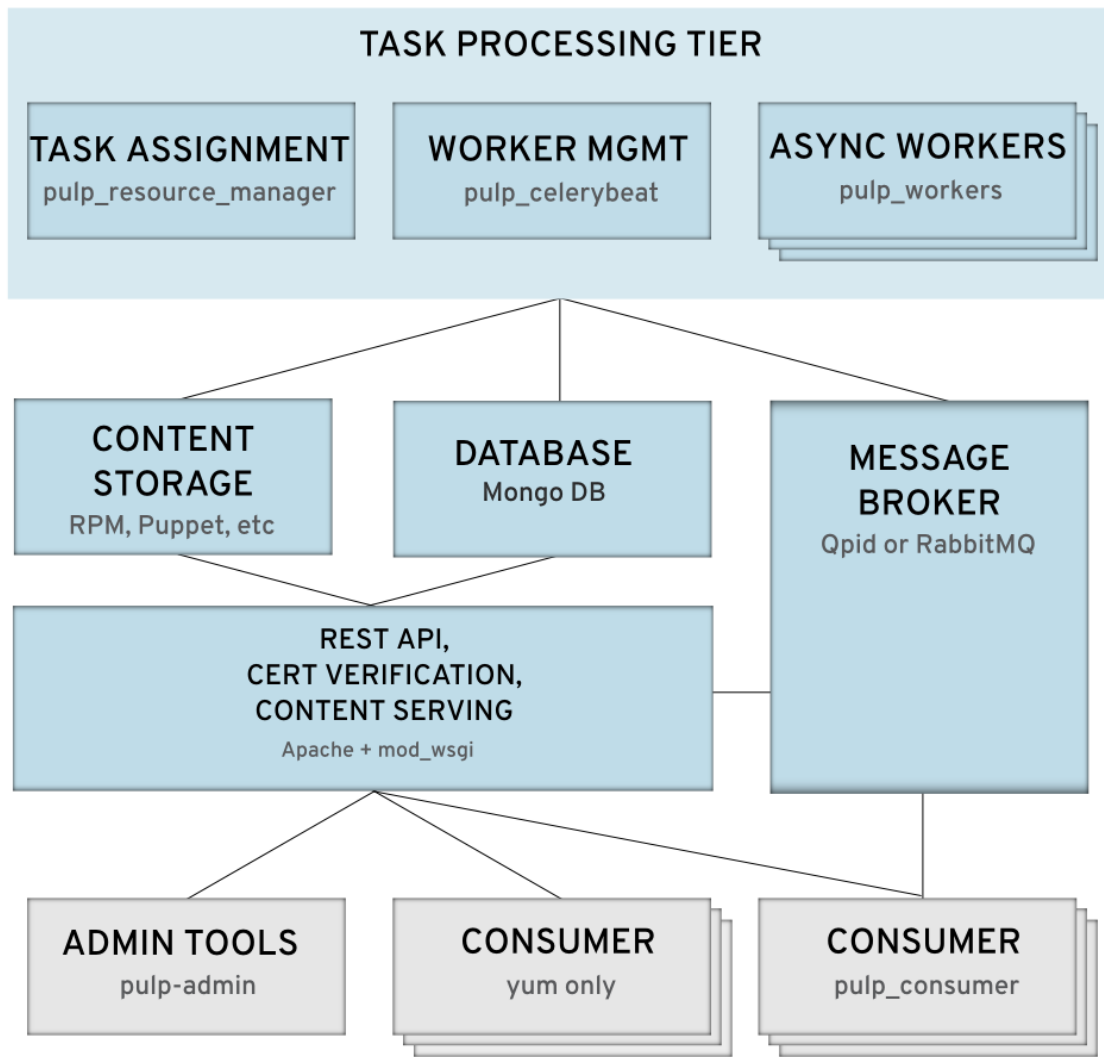 TASK PROCESSING TIER
TASK ASSIGNMENT
pulp_resource_manager
WORKER MGMT
pulp_celerybeat
ASYNC WORKERS
pulp_workers
CONTENT
STORAGE
RPM, Puppet, etc
DATABASE
Mongo DB
MESSAGE
BROKER
Qpid or RabbitMQ
REST API,
CERT VERIFICATION,
CONTENT SERVING
Apache + mod_wsgi
ADMIN TOOLS
pulp-admin
CONSUMER
yum only
CONSUMER
pulp_consumer